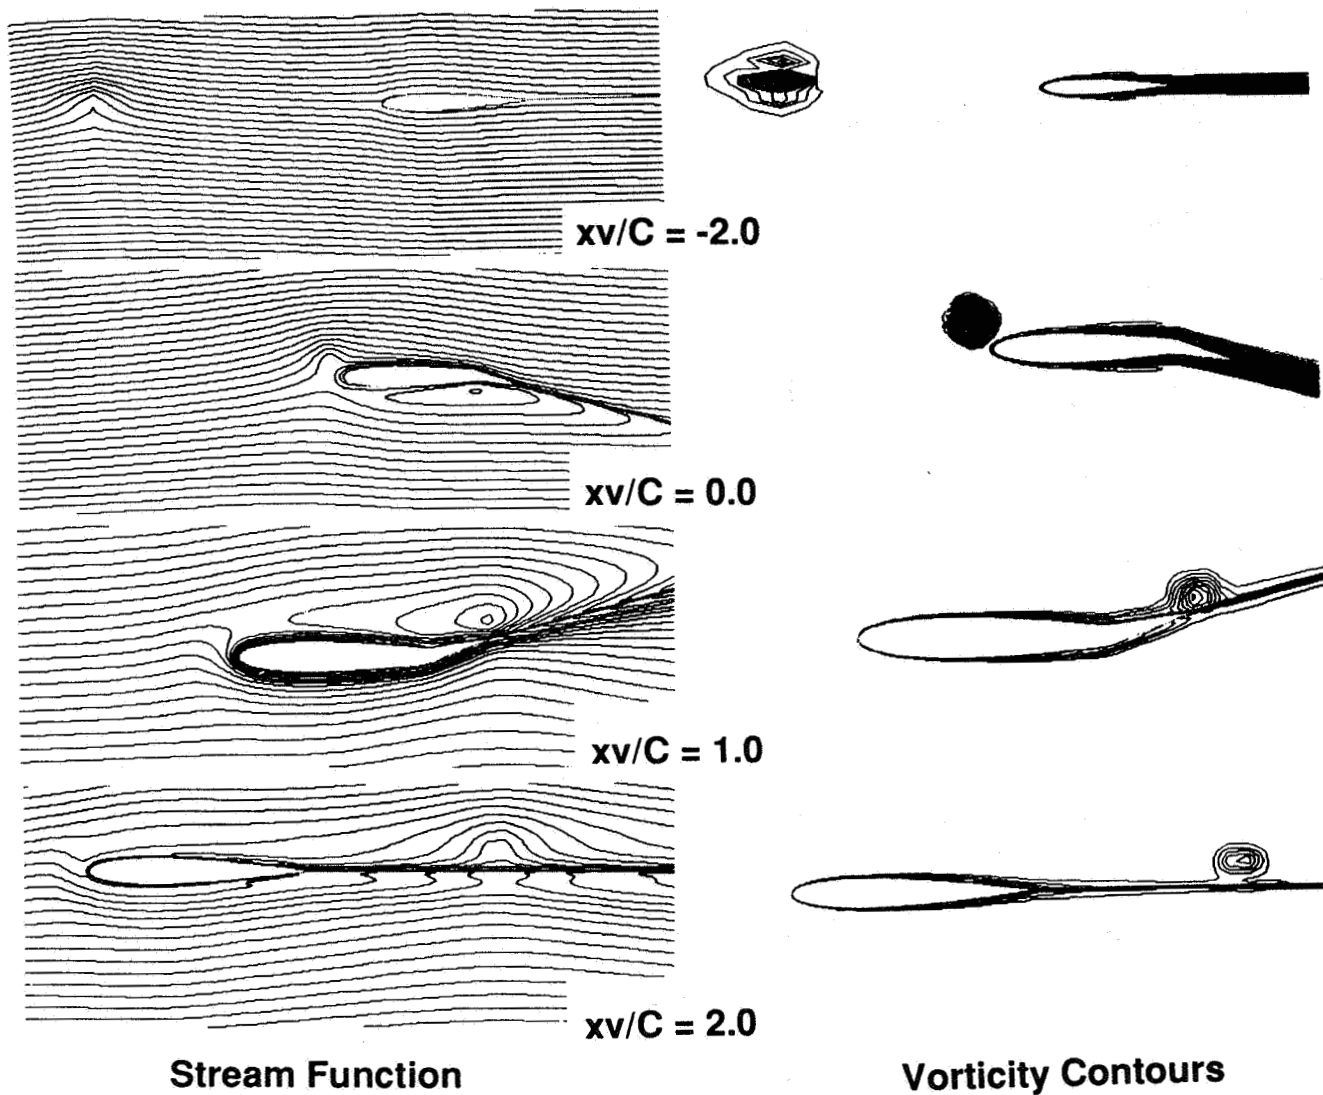 xv/C = -2.0
xv/C = 0.0
xv/C = 1.0
xv/C = 2.0
Stream Function
Vorticity Contours